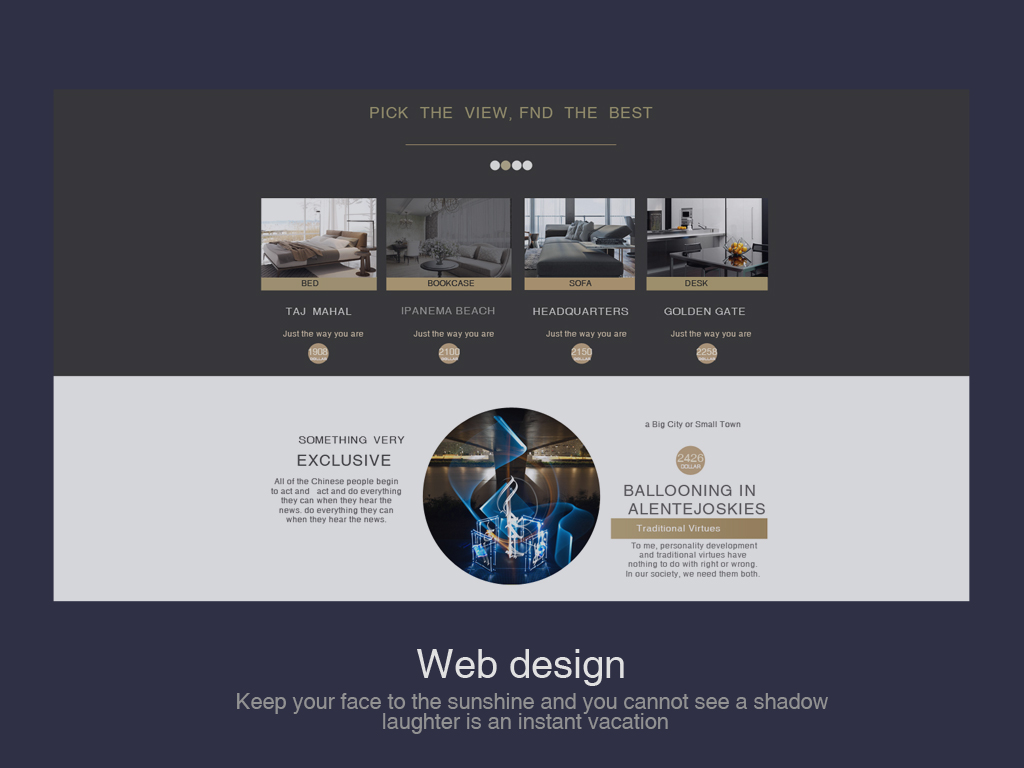 PICK THE VIEW, FND THE BEST
BED
BOOKCASE
SOFA
DESK
TAJ MAHAL
IPANEMA BEACH
HEADQUARTERS
GOLDEN GATE
Just the way you are
Just the way you are
Just the way you are
Just the way you are
1908
DOLLAR
2100
DOLLAR
2150
DOLLAR
2258
DOLLAR
SOMETHING VERY
EXCLUSIVE
All of the Chinese people begin
to act and act and do everything
they can when they hear the
news. do everything they can
when they hear the news.
a Big City or Small Town
2426
DOLLAR
BALLOONING IN
ALENTEJOSKIES
Traditional Virtues
To me, personality development
and traditional virtues have
nothing to do with right or wrong.
In our society, we need them both.
Web design
Keep your face to the sunshine and you cannot see a shadow
laughter is an instant vacation